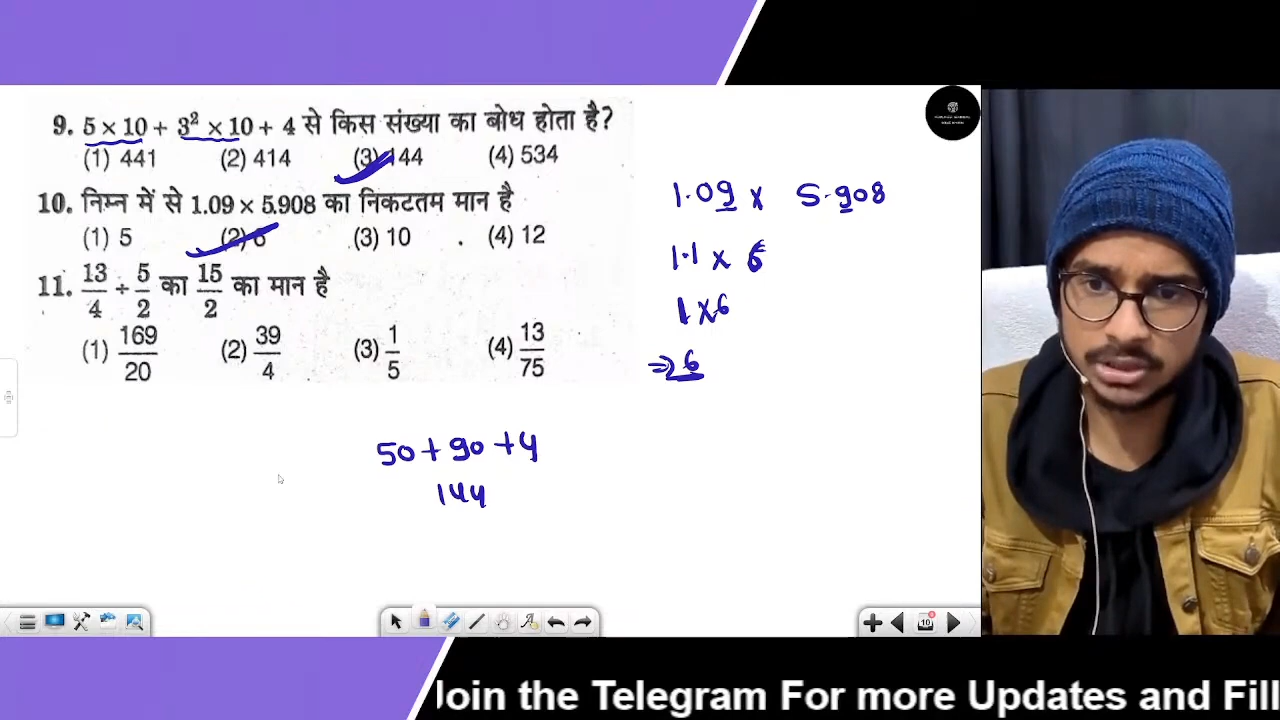 9. 5 × 10 + 3² × 10 + 4 से किस संख्या का बोध होता है?
(1) 441 (2) 414 (3) 144 (4) 534
10. निम्न में से 1.09 × 5.908 का निकटतम मान है
(1) 5 (2) 6 (3) 10 (4) 12
11. 13/4 ÷ 5/2 का 15/2 का मान है
(1) 169/20 (2) 39/4 (3) 1/5 (4) 13/75
50 + 90 + 4
144
1.09 × 5.908
1.1 × 6
1 × 6
⇒ 6
10
Join the Telegram For more Updates and Fill